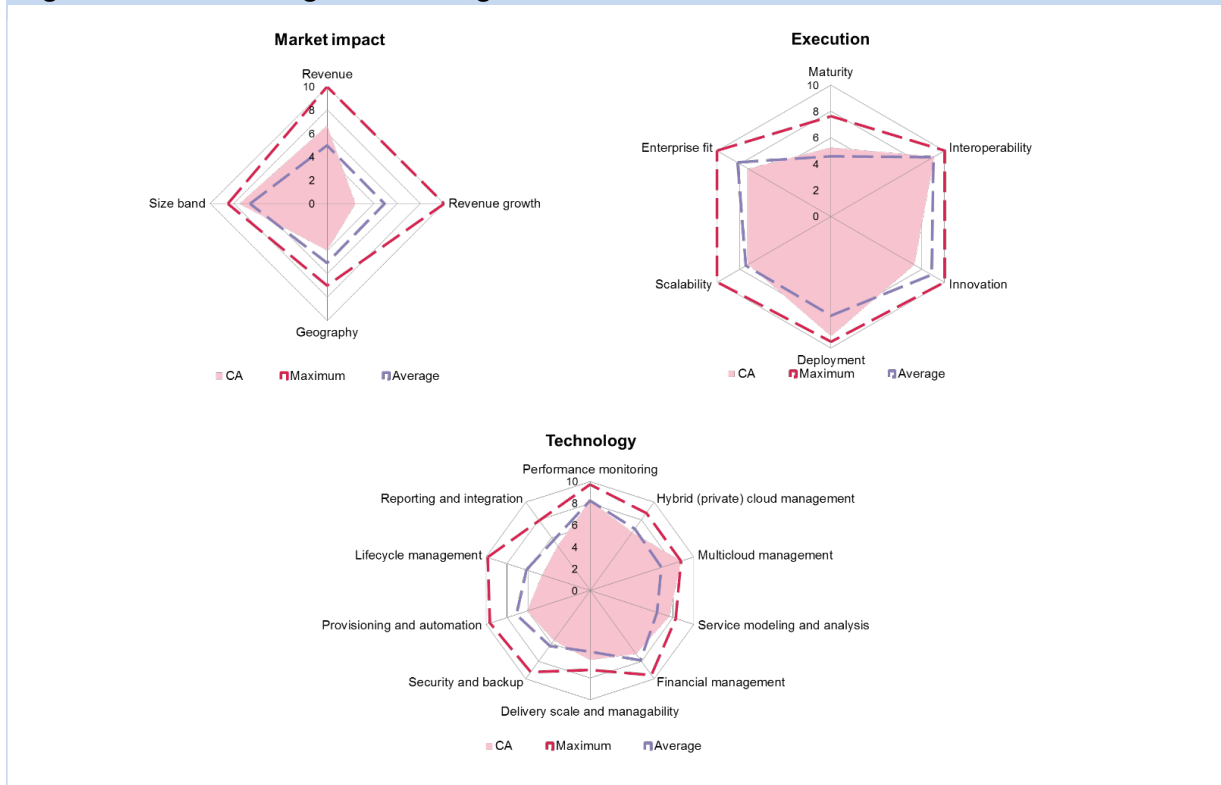 Market impact
Revenue
10
8
6
4
2
0
Size band
Revenue growth
Geography
CA Maximum Average
Execution
Maturity
10
8
6
4
2
0
Enterprise fit
Interoperability
Scalability
Innovation
Deployment
CA Maximum Average
Technology
Performance monitoring
10
8
6
4
2
0
Reporting and integration
Hybrid (private) cloud management
Lifecycle management
Multicloud management
Provisioning and automation
Service modeling and analysis
Security and backup
Financial management
Delivery scale and managability
CA Maximum Average